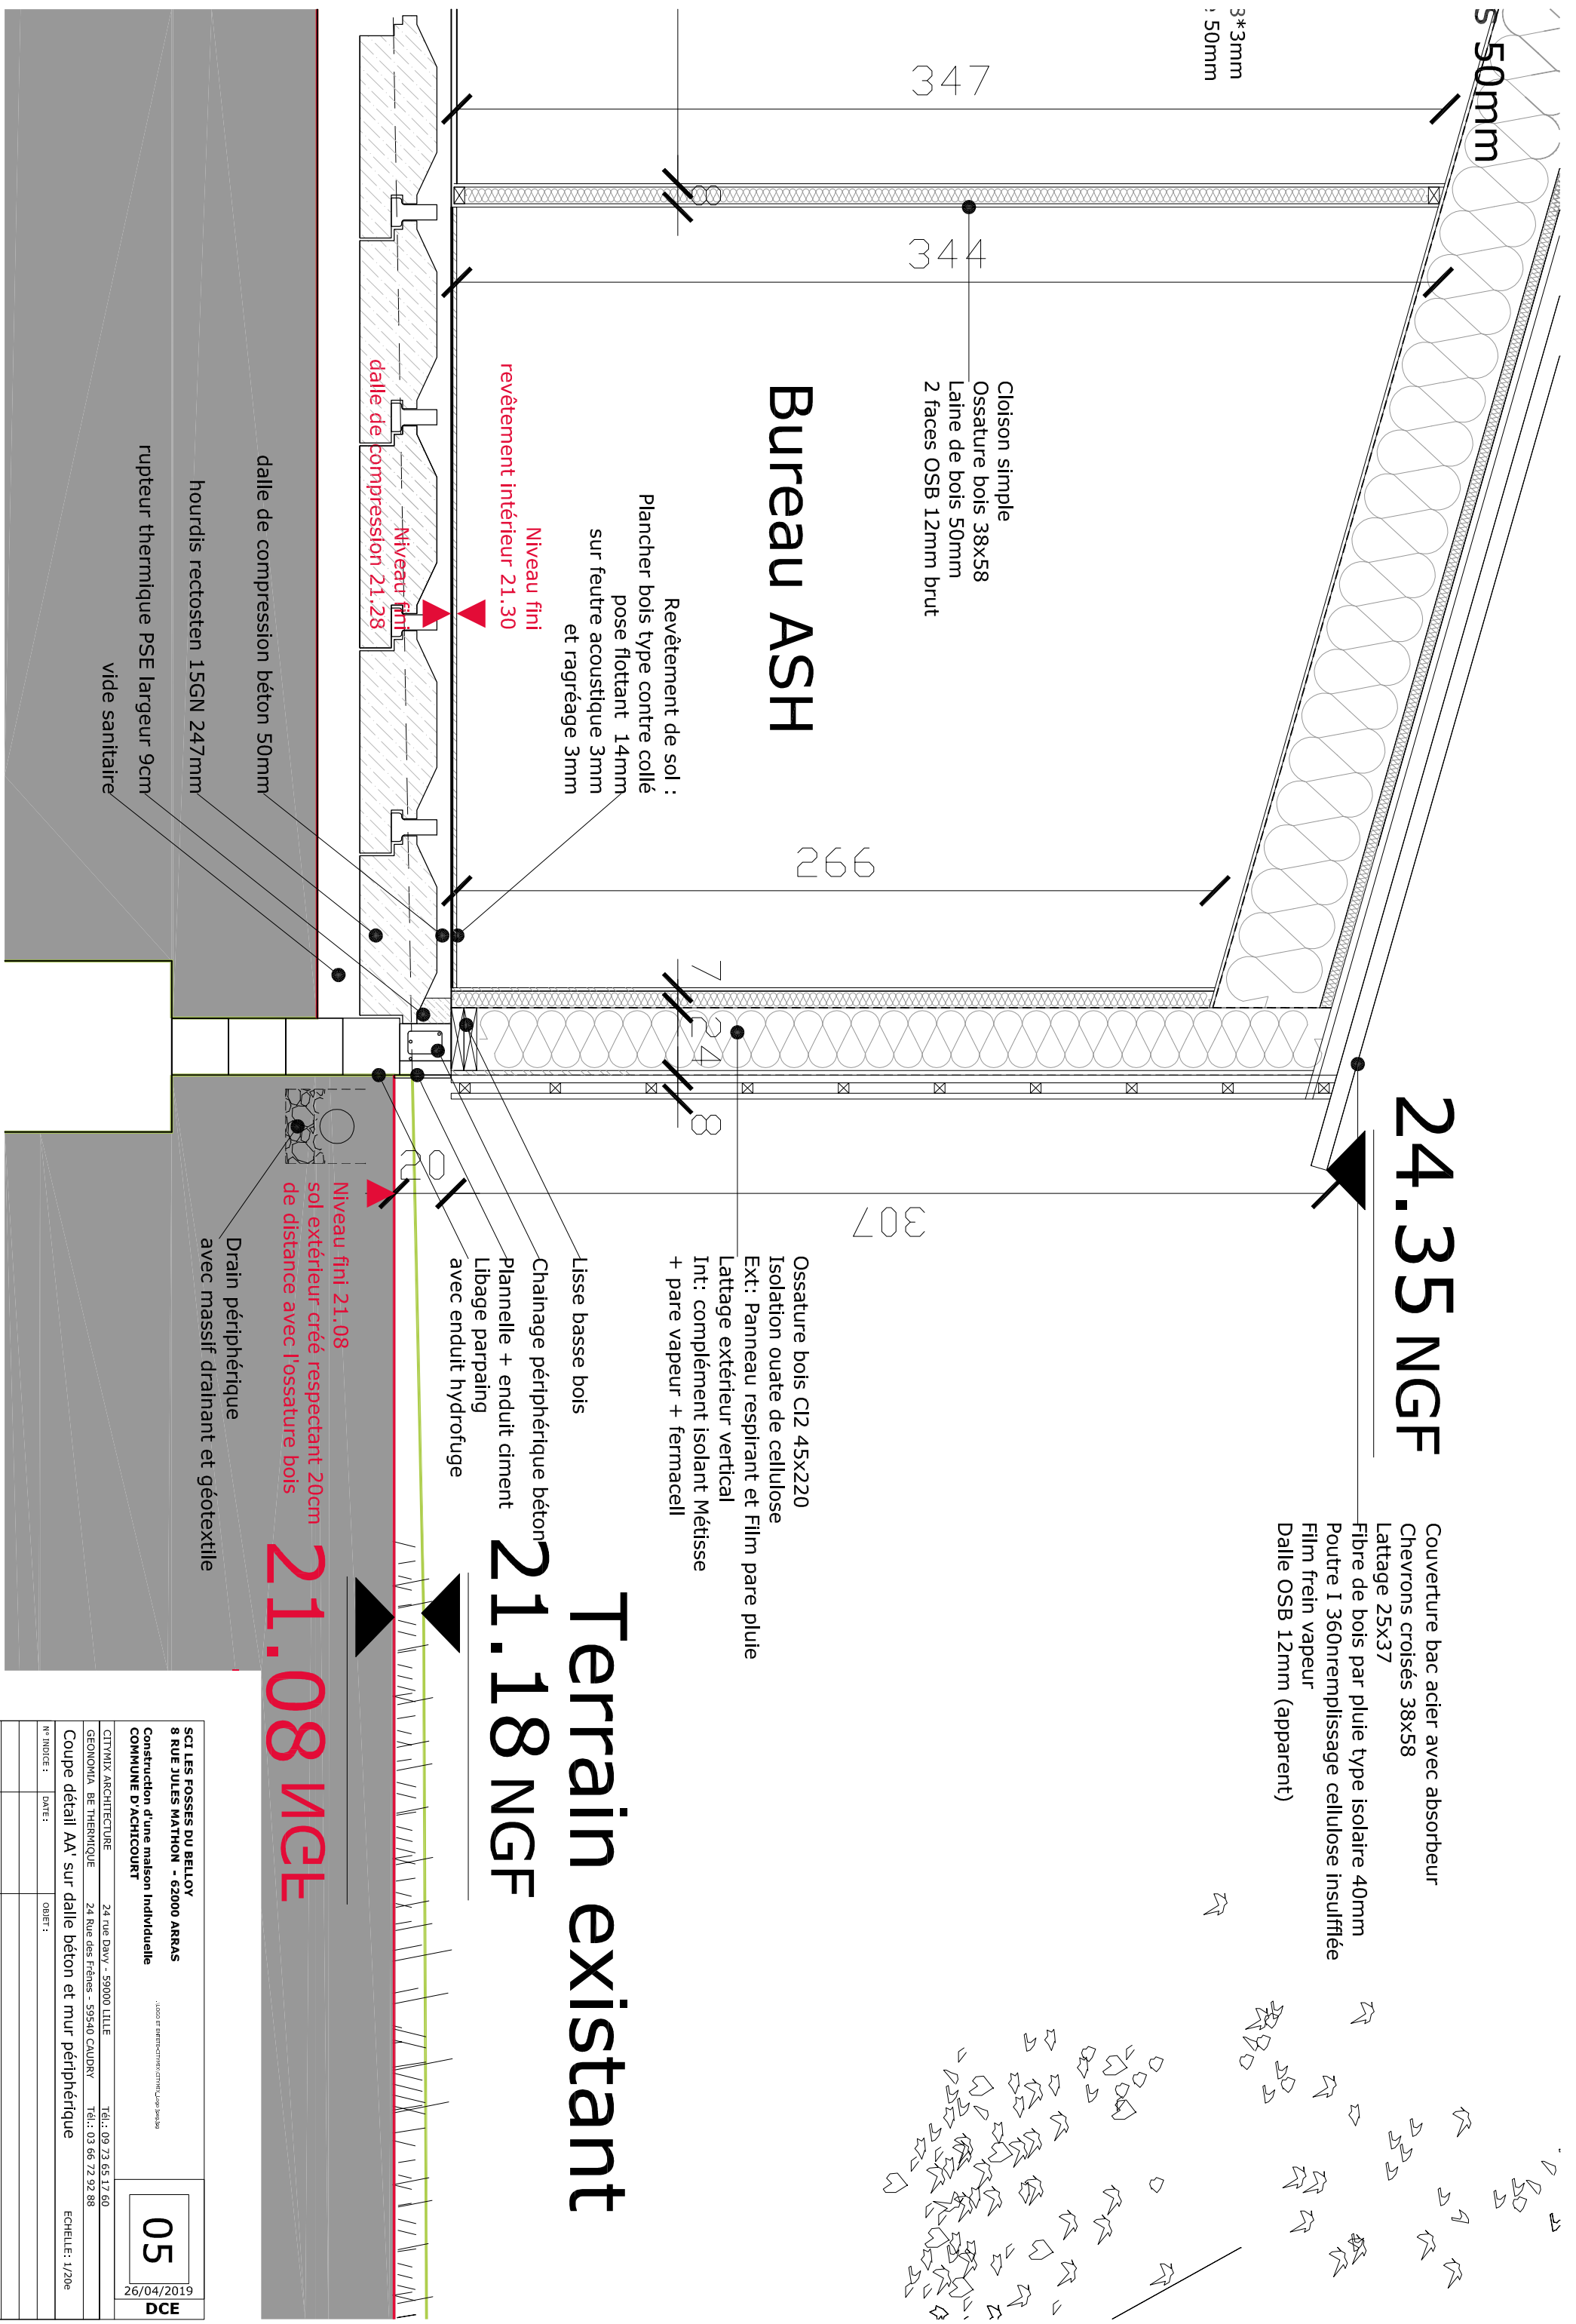 s 50mm
3*3mm
50mm
347
8
344
Cloison simple
Ossature bois 38x58
Laine de bois 50mm
2 faces OSB 12mm brut
Bureau ASH
Niveau fini
revêtement intérieur 21.30
Niveau fini
dalle de compression 21.28
Revêtement de sol :
Plancher bois type contre collé
pose flottant 14mm
sur feutre acoustique 3mm
et ragréage 3mm
dalle de compression béton 50mm
hourdis rectosten 15GN 247mm
rupteur thermique PSE largeur 9cm
vide sanitaire
266
7
24
8
20
307
24.35 NGF
Couverture bac acier avec absorbeur
Chevrons croisés 38x58
Lattage 25x37
Fibre de bois par pluie type isolaire 40mm
Poutre I 360nremplissage cellulose insulfflée
Film frein vapeur
Dalle OSB 12mm (apparent)
Ossature bois Cl2 45x220
Isolation ouate de cellulose
Ext: Panneau respirant et Film pare pluie
Lattage extérieur vertical
Int: complément isolant Métisse
+ pare vapeur + fermacell
Lisse basse bois
Chainage périphérique béton
Plannelle + enduit ciment
Libage parpaing
avec enduit hydrofuge
Niveau fini 21.08
sol extérieur créé respectant 20cm
de distance avec l'ossature bois
Drain périphérique
avec massif drainant et géotextile
Terrain existant
21.18 NGF
21.08 NGF
SCI LES FOSSES DU BELLOY
8 RUE JULES MATHON - 62000 ARRAS
Construction d'une maison individuelle
COMMUNE D'ACHICOURT
05
26/04/2019
DCE
CITYMIX ARCHITECTURE 24 rue Davy - 59000 LILLE Tél.: 09 73 65 17 60
GEONOMIA BE THERMIQUE 24 Rue des Frênes - 59540 CAUDRY Tél.: 03 66 72 92 88
Coupe détail AA' sur dalle béton et mur périphérique ECHELLE: 1/20e
N° INDICE : DATE : OBJET :